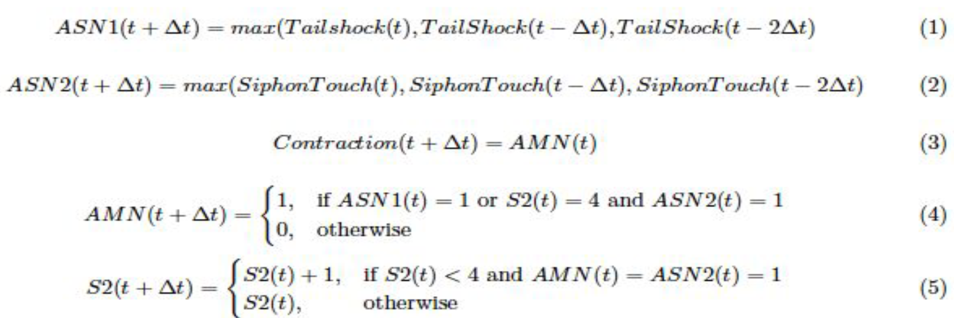 ASN1(t + Δt) = max(Tailshock(t), TailShock(t − Δt), TailShock(t − 2Δt) (1)
ASN2(t + Δt) = max(SiphonTouch(t), SiphonTouch(t − Δt), SiphonTouch(t − 2Δt) (2)
Contraction(t + Δt) = AMN(t) (3)
AMN(t + Δt) = { 1, if ASN1(t) = 1 or S2(t) = 4 and ASN2(t) = 1
0, otherwise (4)
S2(t + Δt) = { S2(t) + 1, if S2(t) < 4 and AMN(t) = ASN2(t) = 1
S2(t), otherwise (5)